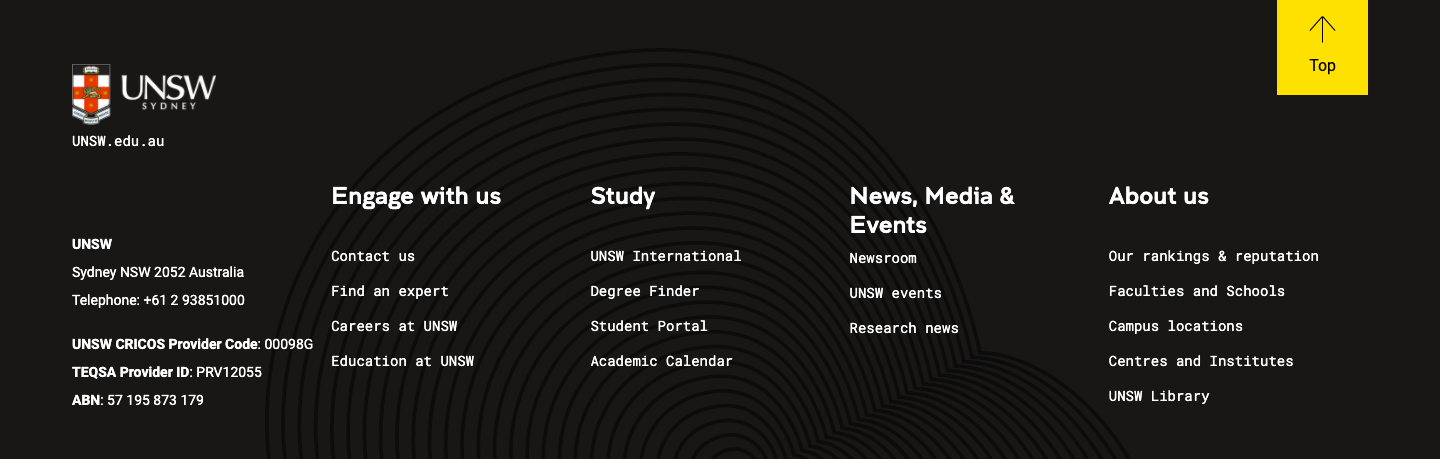 Top
UNSW
SYDNEY
UNSW.edu.au
UNSW
Sydney NSW 2052 Australia
Telephone: +61 2 93851000
UNSW CRICOS Provider Code: 00098G
TEQSA Provider ID: PRV12055
ABN: 57 195 873 179
Engage with us
Contact us
Find an expert
Careers at UNSW
Education at UNSW
Study
UNSW International
Degree Finder
Student Portal
Academic Calendar
News, Media &
Events
Newsroom
UNSW events
Research news
About us
Our rankings & reputation
Faculties and Schools
Campus locations
Centres and Institutes
UNSW Library